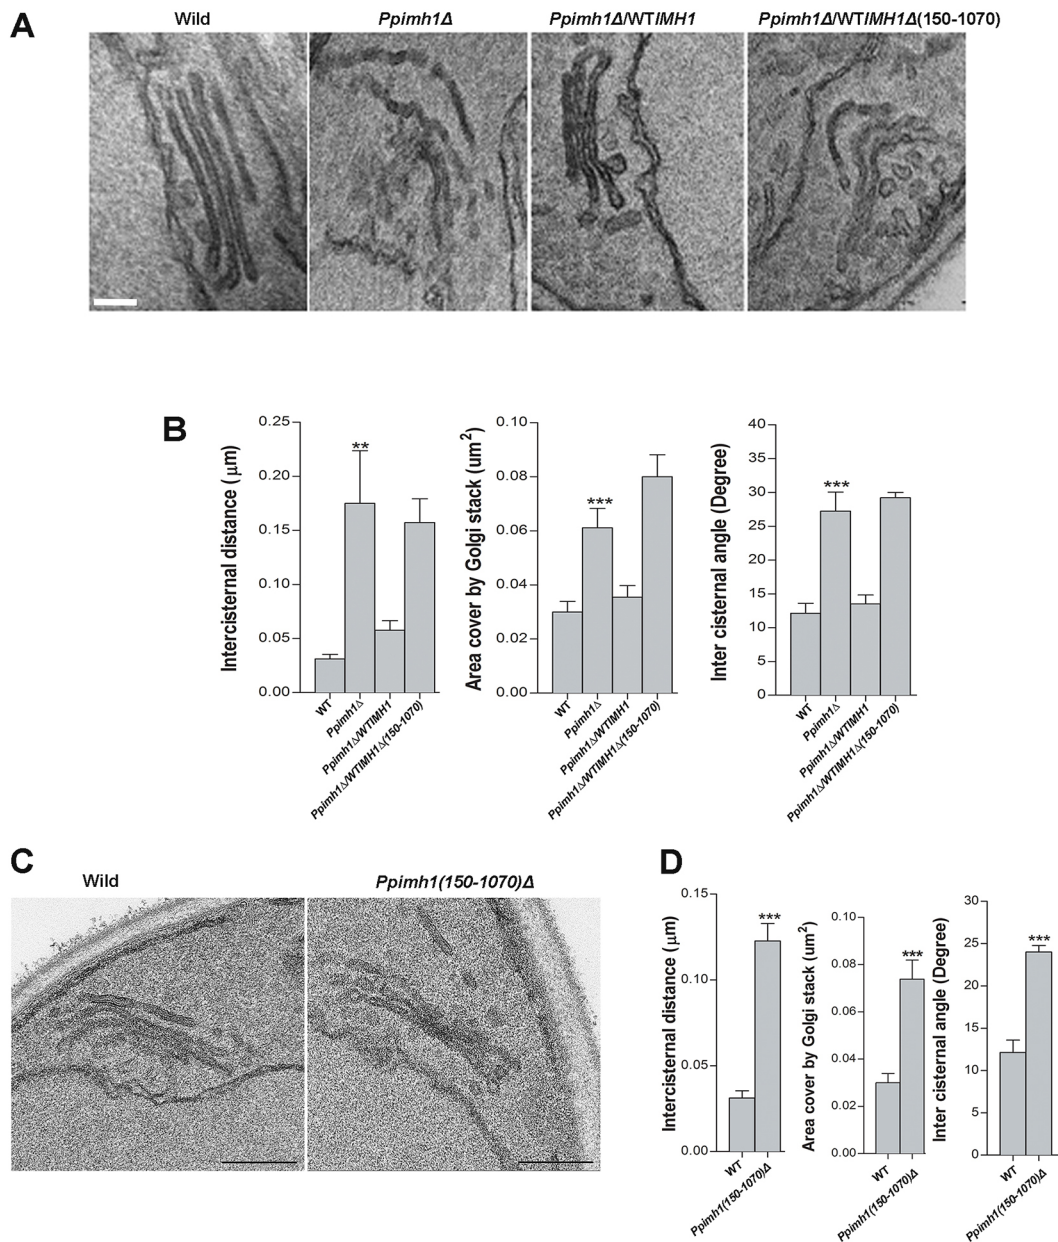 A
Wild
Ppimh1Δ
Ppimh1Δ/WTIMH1
Ppimh1Δ/WTIMH1Δ(150-1070)
B
Intercisternal distance (μm)
0.25
0.20
0.15
0.10
0.05
0.00
**
WT
Ppimh1Δ
Ppimh1Δ/WTIMH1
Ppimh1Δ/WTIMH1Δ(150-1070)
Area cover by Golgi stack (um²)
0.10
0.08
0.06
0.04
0.02
0.00
***
WT
Ppimh1Δ
Ppimh1Δ/WTIMH1
Ppimh1Δ/WTIMH1Δ(150-1070)
Inter cisternal angle (Degree)
40
35
30
25
20
15
10
5
0
***
WT
Ppimh1Δ
Ppimh1Δ/WTIMH1
Ppimh1Δ/WTIMH1Δ(150-1070)
C
Wild
Ppimh1(150-1070)Δ
D
Intercisternal distance (μm)
0.15
0.10
0.05
0.00
***
WT
Ppimh1(150-1070)Δ
Area cover by Golgi stack (um²)
0.10
0.08
0.06
0.04
0.02
0.00
***
WT
Ppimh1(150-1070)Δ
Inter cisternal angle (Degree)
30
25
20
15
10
5
0
***
WT
Ppimh1(150-1070)Δ